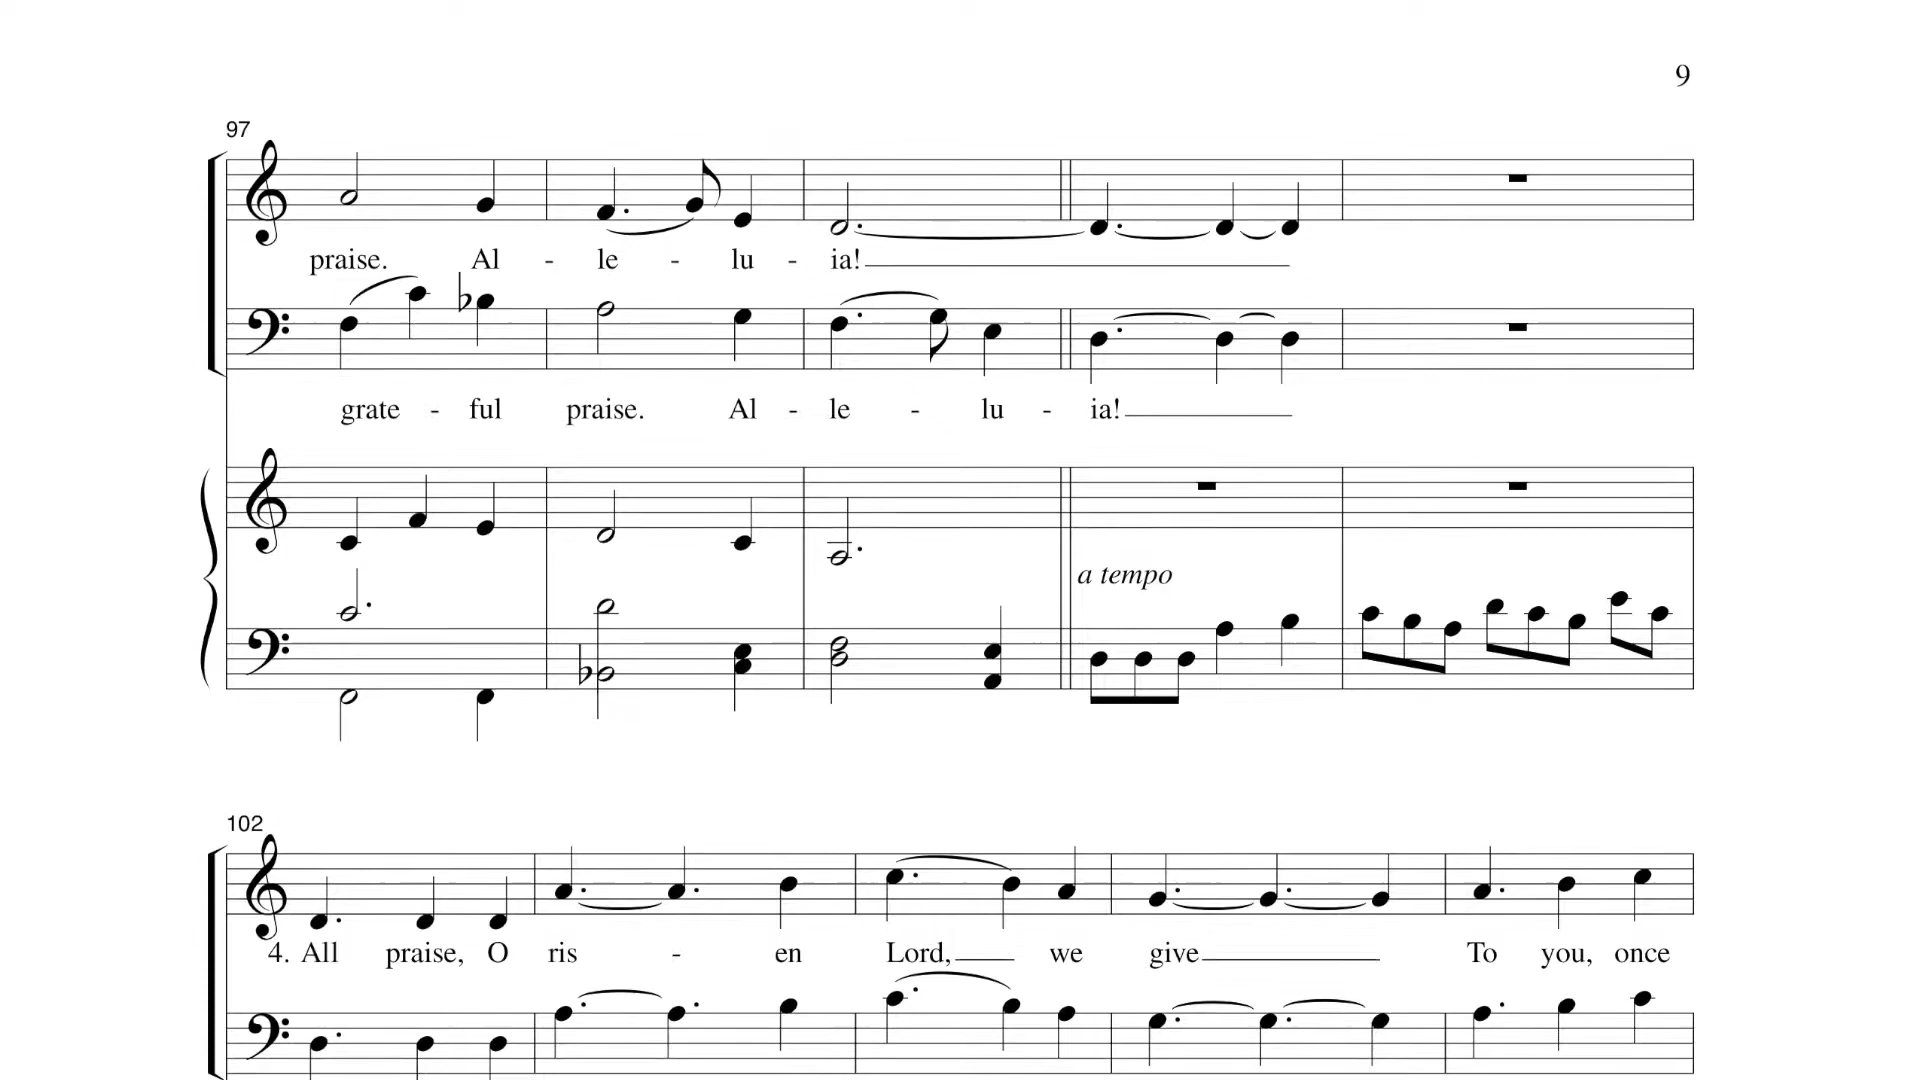 9
97
praise. Al - le - lu - ia!
grate - ful praise. Al - le - lu - ia!
a tempo
102
4. All praise, O ris - en Lord, we give To you, once